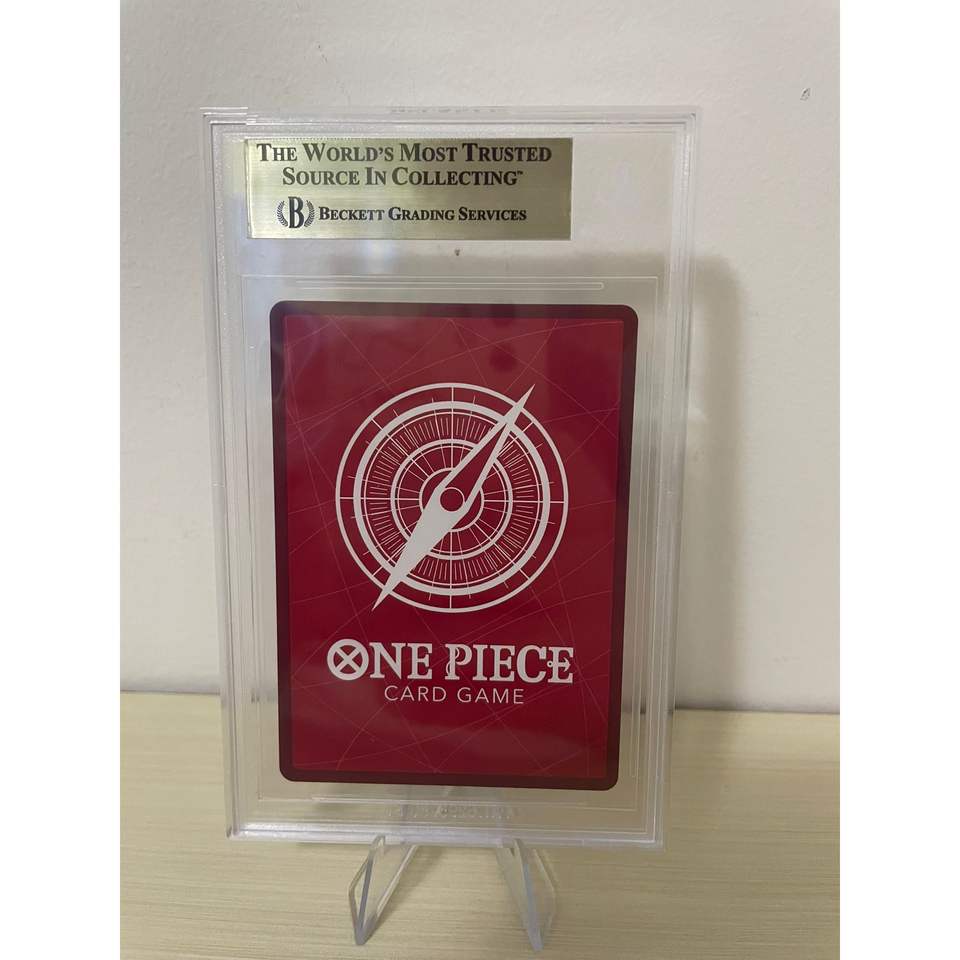 THE WORLD'S MOST TRUSTED
SOURCE IN COLLECTING™
B BECKETT GRADING SERVICES
ONE PIECE
CARD GAME